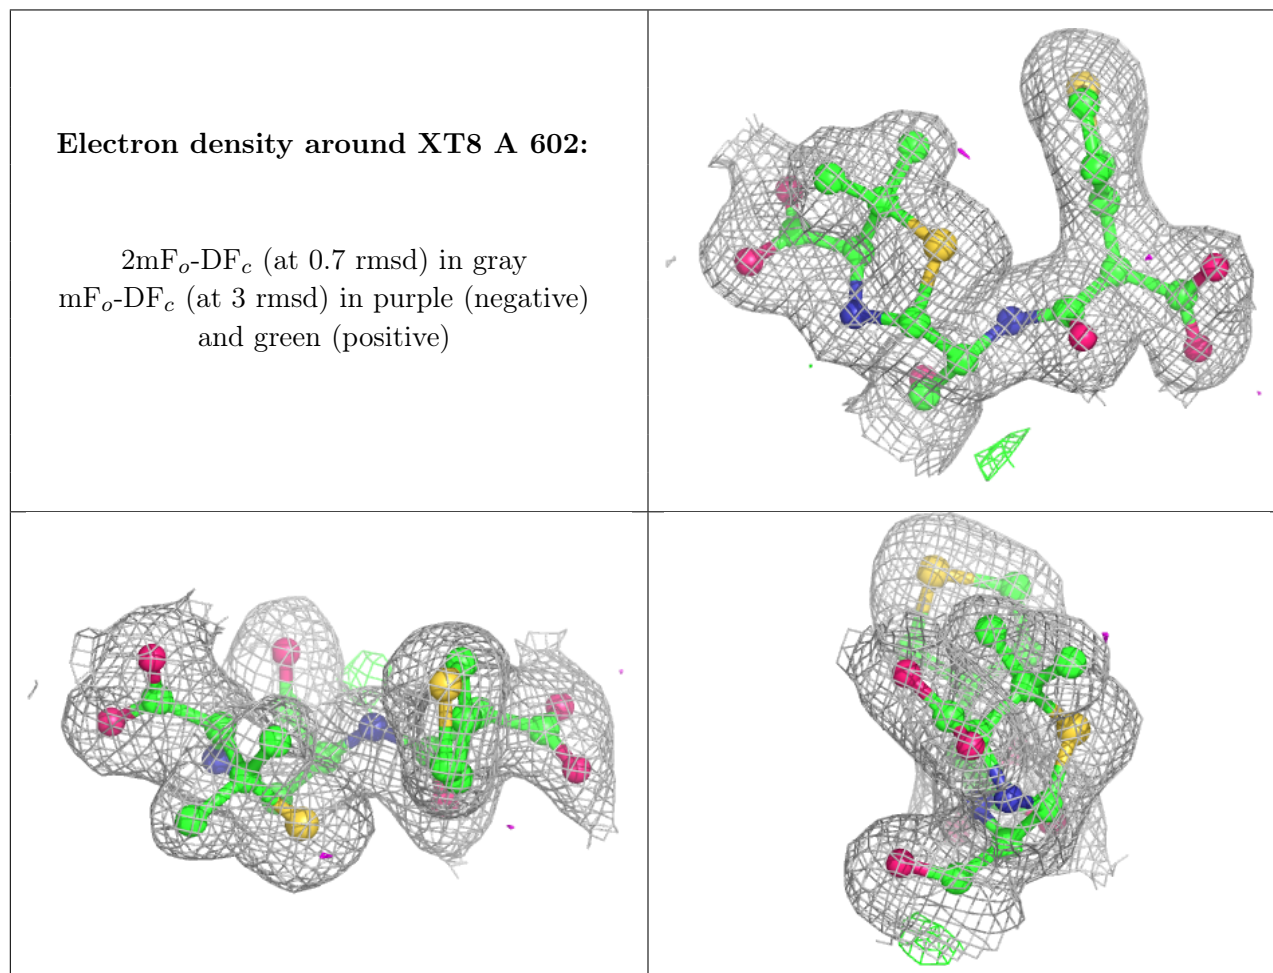 Electron density around XT8 A 602:
2mFo-DFc (at 0.7 rmsd) in gray
mFo-DFc (at 3 rmsd) in purple (negative)
and green (positive)